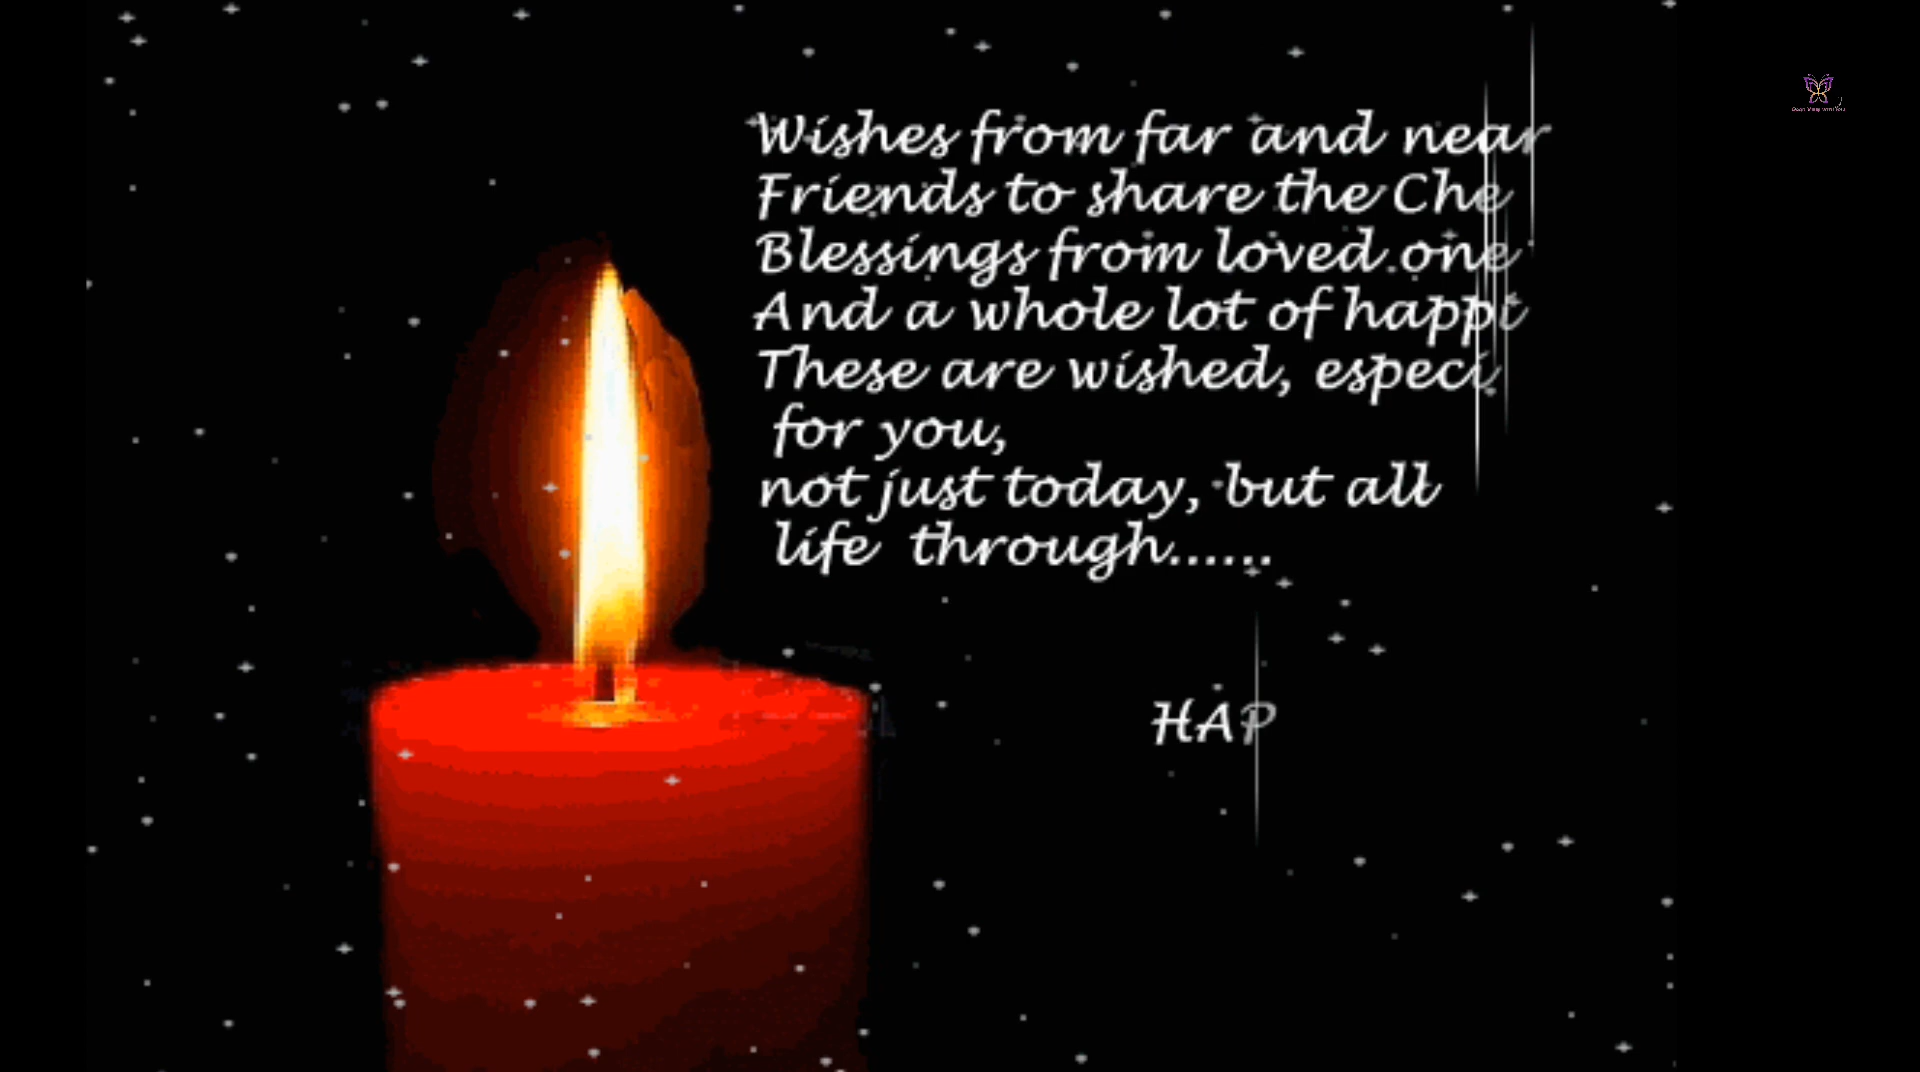 Wishes from far and near
Friends to share the Che
Blessings from loved one
And a whole lot of happi
These are wished, especi
for you,
not just today, but all
life through......
HAP